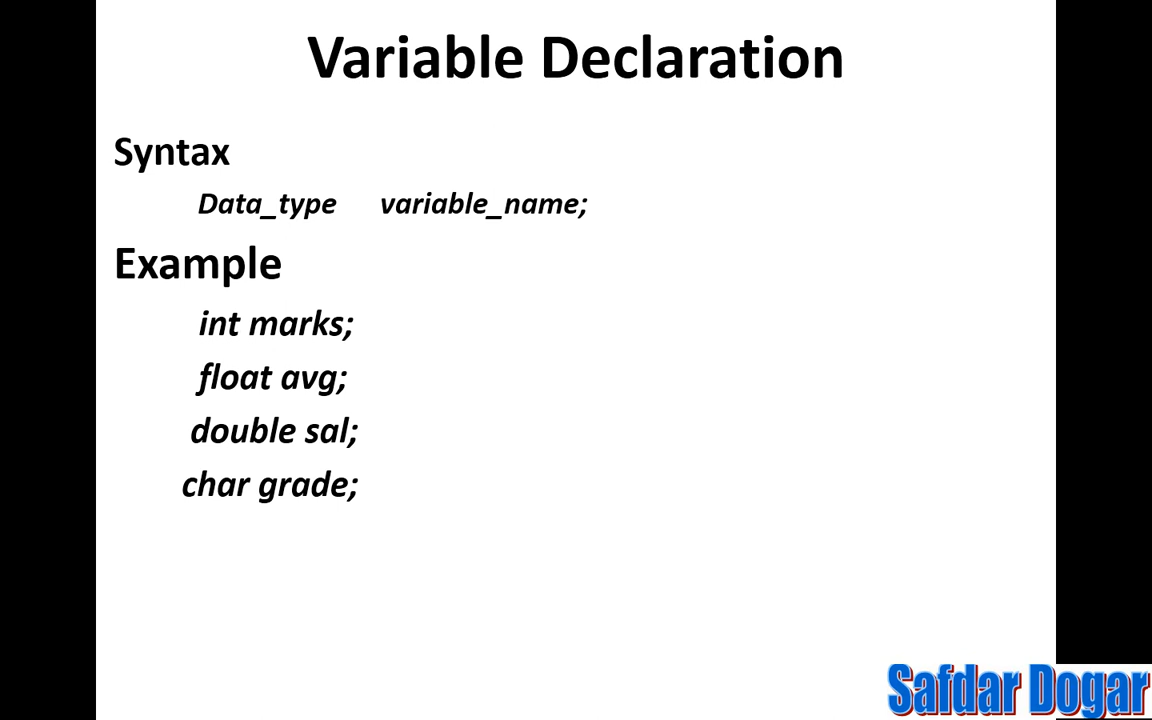 Variable Declaration
Syntax
Data_type variable_name;
Example
int marks;
float avg;
double sal;
char grade;
Safdar Dogar